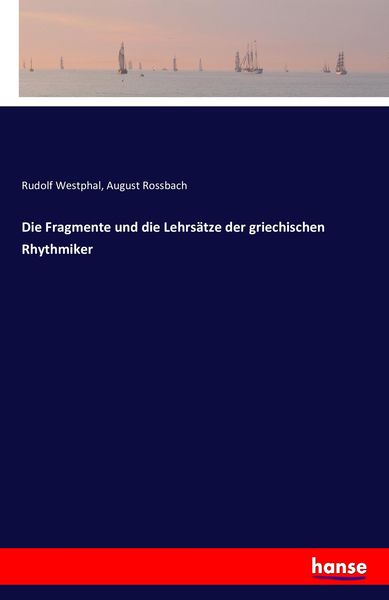 Rudolf Westphal, August Rossbach
Die Fragmente und die Lehrsätze der griechischen
Rhythmiker
hanse